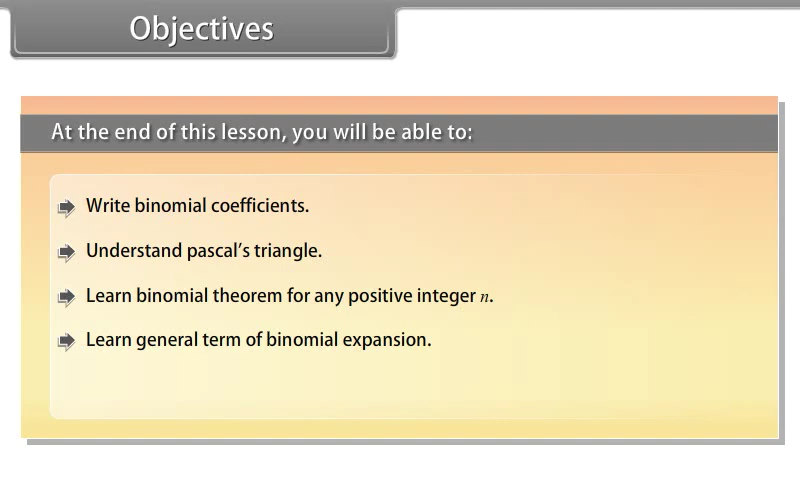 Objectives
At the end of this lesson, you will be able to:
Write binomial coefficients.
Understand pascal's triangle.
Learn binomial theorem for any positive integer n.
Learn general term of binomial expansion.